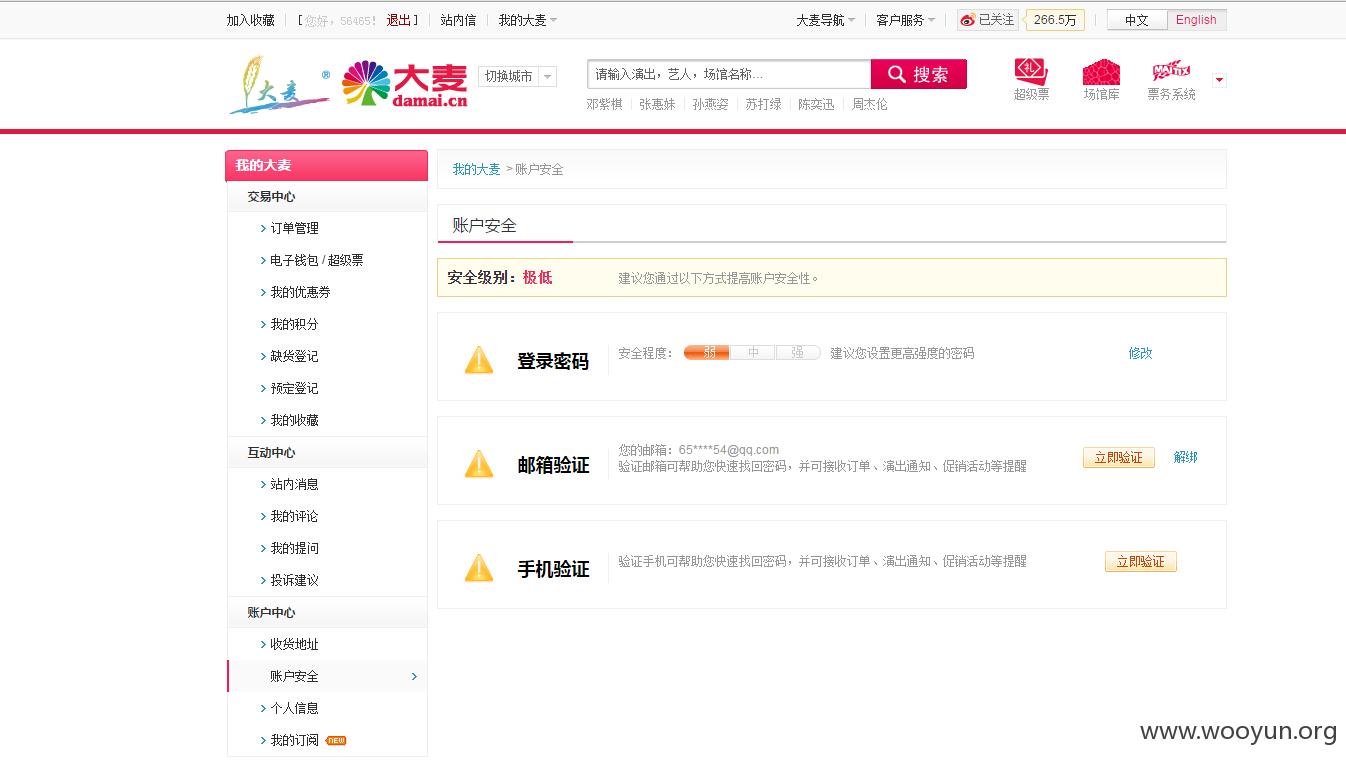 加入收藏 [ 您好，56465！ 退出 ] 站内信 我的大麦 大麦导航 客户服务 已关注 266.5万 中文 English
大麦 ® 大麦 damai.cn 切换城市 请输入演出，艺人，场馆名称... 搜索 超级票 场馆库 票务系统
邓紫棋 张惠妹 孙燕姿 苏打绿 陈奕迅 周杰伦
我的大麦
交易中心
订单管理
电子钱包 / 超级票
我的优惠券
我的积分
缺货登记
预定登记
我的收藏
互动中心
站内消息
我的评论
我的提问
投诉建议
账户中心
收货地址
账户安全
个人信息
我的订阅 NEW
我的大麦 > 账户安全
账户安全
安全级别：极低 建议您通过以下方式提高账户安全性。
登录密码 安全程度： 弱 中 强 建议您设置更高强度的密码 修改
您的邮箱：65****54@qq.com
邮箱验证 验证邮箱可帮助您快速找回密码，并可接收订单、演出通知、促销活动等提醒 立即验证 解绑
手机验证 验证手机可帮助您快速找回密码，并可接收订单、演出通知、促销活动等提醒 立即验证
www.wooyun.org